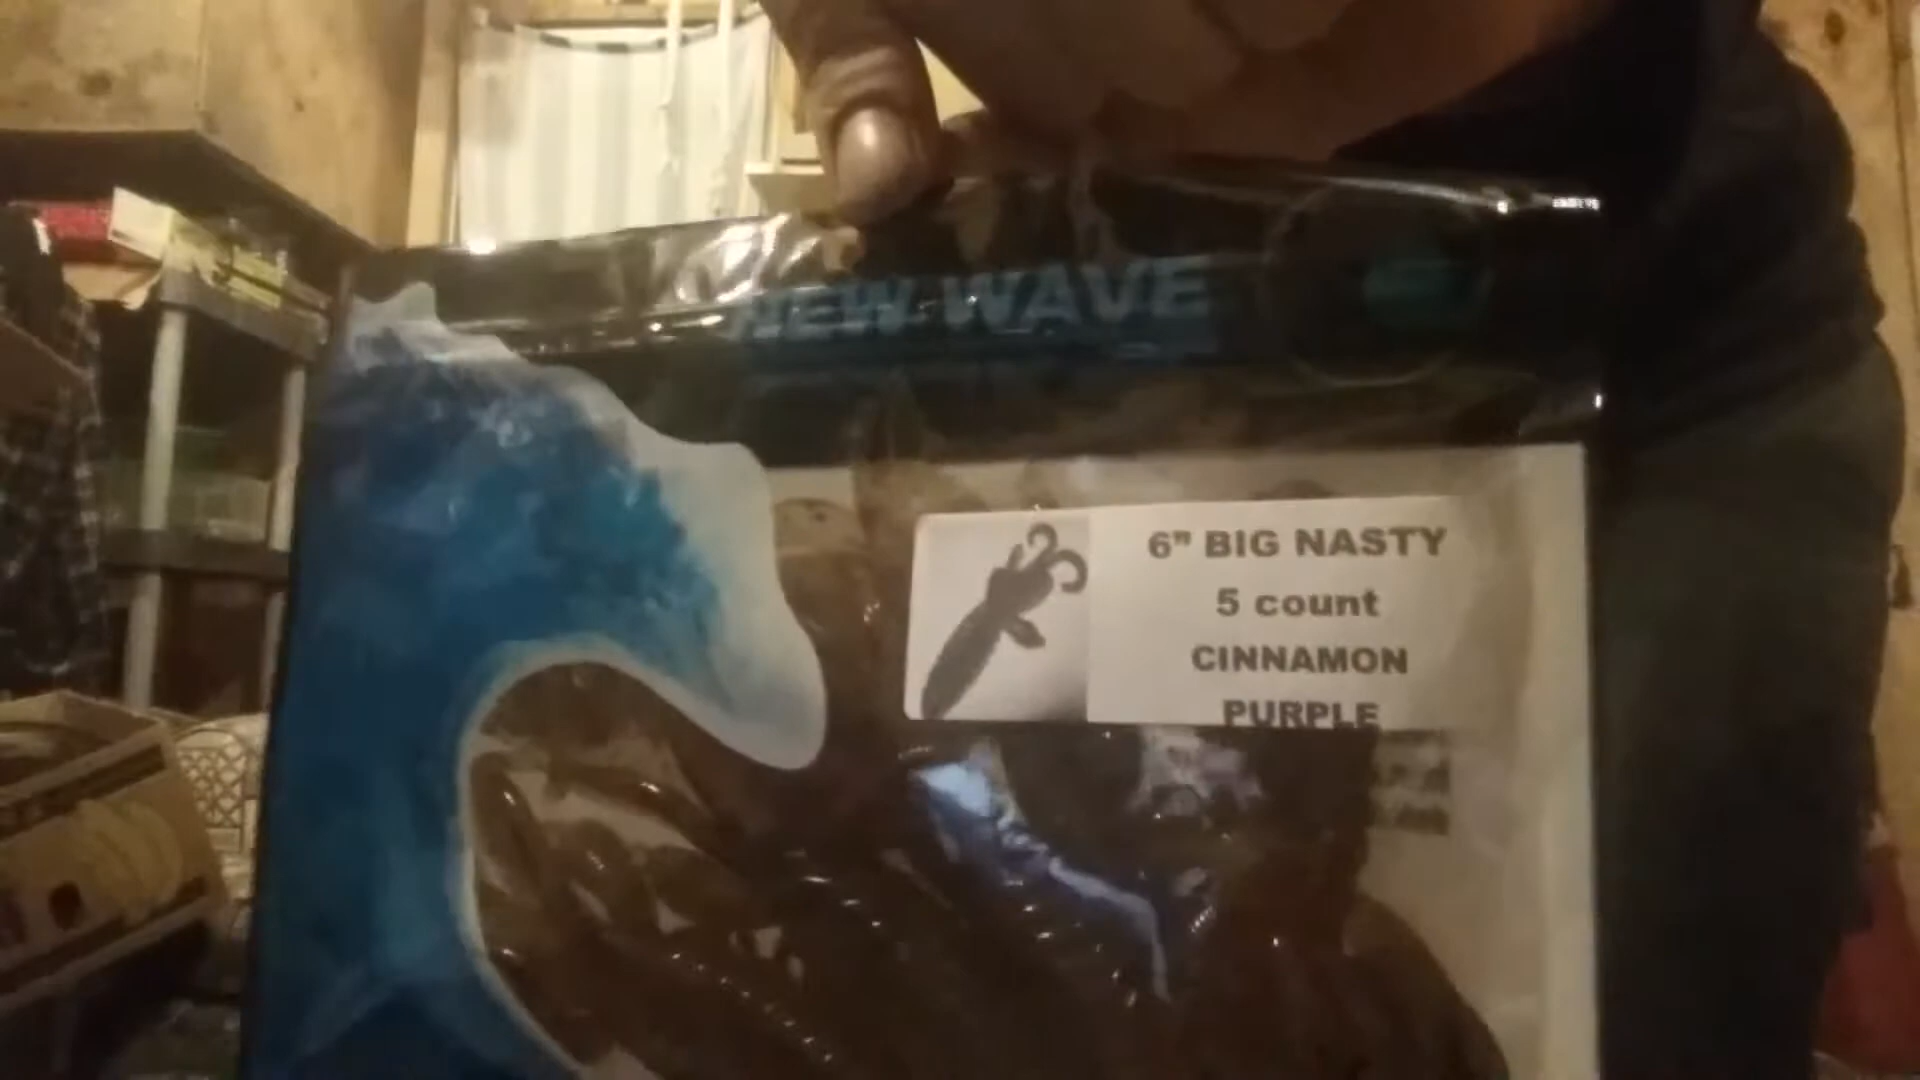 NEW WAVE
6” BIG NASTY
5 count
CINNAMON
PURPLE